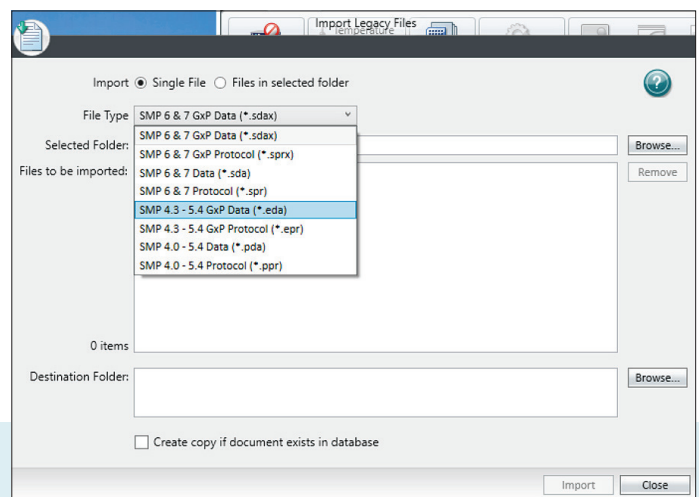 Import Legacy Files
Temperature
Import Single File Files in selected folder
File Type SMP 6 & 7 GxP Data (*.sdax)
SMP 6 & 7 GxP Data (*.sdax)
Selected Folder: Browse...
SMP 6 & 7 GxP Protocol (*.sprx)
Files to be imported: SMP 6 & 7 Data (*.sda) Remove
SMP 6 & 7 Protocol (*.spr)
SMP 4.3 - 5.4 GxP Data (*.eda)
SMP 4.3 - 5.4 GxP Protocol (*.epr)
SMP 4.0 - 5.4 Data (*.pda)
SMP 4.0 - 5.4 Protocol (*.ppr)
0 items
Destination Folder: Browse...
Create copy if document exists in database
Import Close